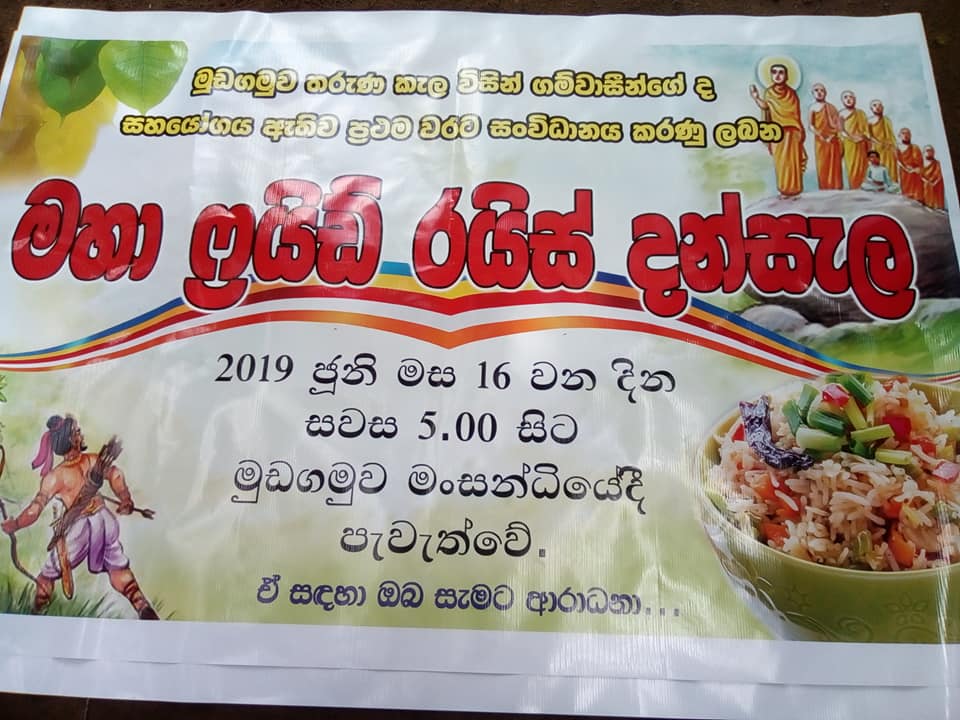 මුඩගමුව තරුණ කැල විසින් ගම්වාසීන්ගේ ද
සහයෝගය ඇතිව ප්‍රථම වරට සංවිධානය කරණු ලබන
මහා ෆ්‍රයිඩ් රයිස් දන්සැල
2019 ජූනි මස 16 වන දින
සවස 5.00 සිට
මුඩගමුව මංසන්ධියේදී
පැවැත්වේ.
ඒ සඳහා ඔබ සැමට ආරාධනා...